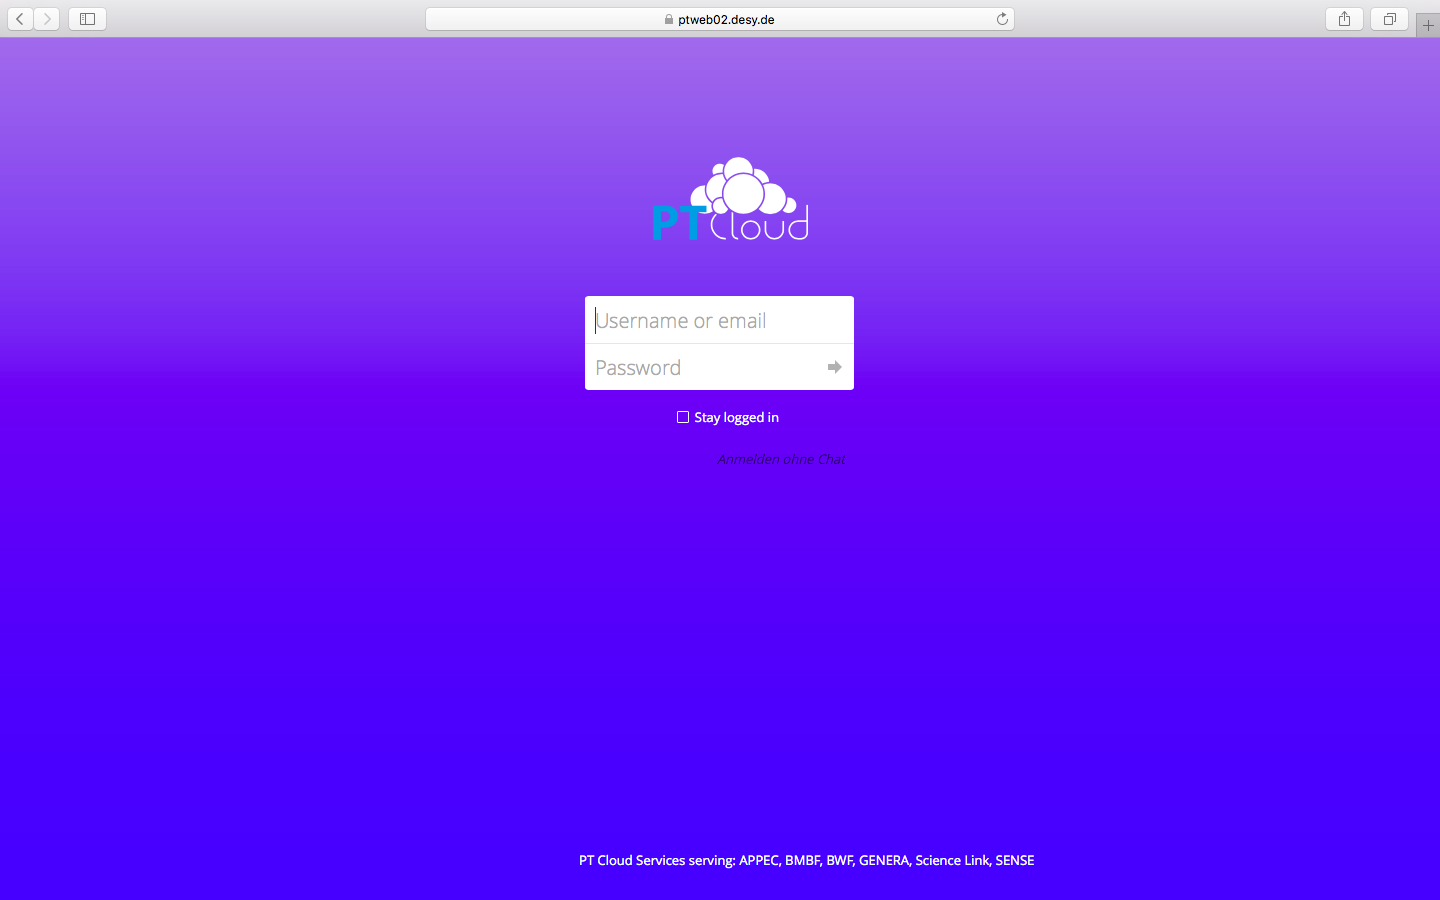 ptweb02.desy.de
PT Cloud
Username or email
Password
Stay logged in
Anmelden ohne Chat
PT Cloud Services serving: APPEC, BMBF, BWF, GENERA, Science Link, SENSE